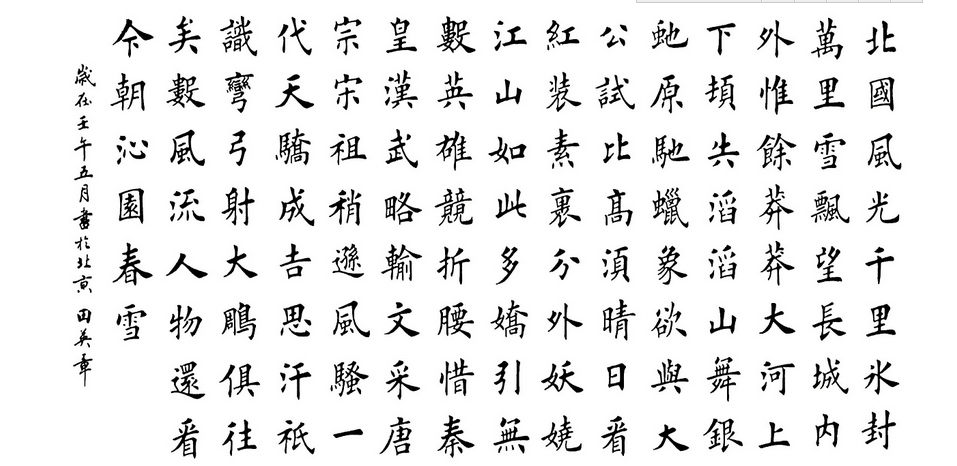 北國風光千里氷封
萬里雪飄望長城内
外惟餘莽莽大河上
下頓失滔滔山舞銀
虵原馳蠟象欲與大
公試比高須晴日看
紅装素裹分外妖嬈
江山如此多嬌引無
數英雄競折腰惜秦
皇漢武略輸文采唐
宗宋祖稍遜風騷一
代天驕成吉思汗祇
識彎弓射大鵰俱往
矣數風流人物還看
今朝沁園春雪
歲在壬午五月書於北京田英章